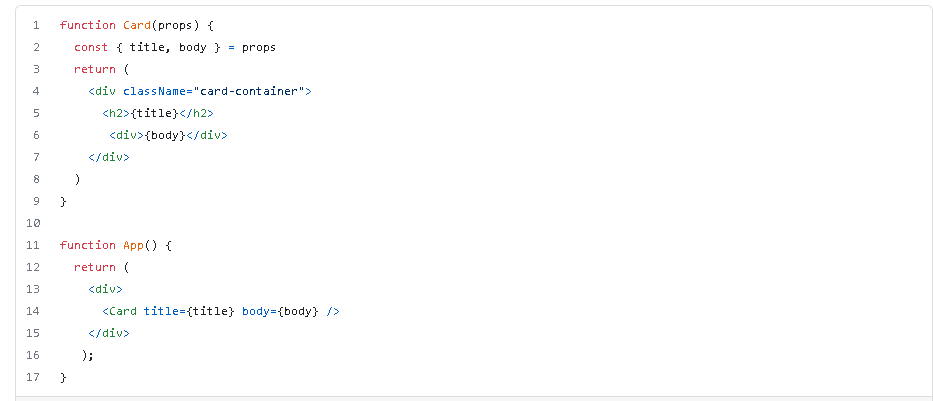 1 function Card(props) {
2   const { title, body } = props
3   return (
4     <div className="card-container">
5       <h2>{title}</h2>
6        <div>{body}</div>
7     </div>
8   )
9 }
10
11 function App() {
12   return (
13     <div>
14       <Card title={title} body={body} />
15     </div>
16    );
17 }